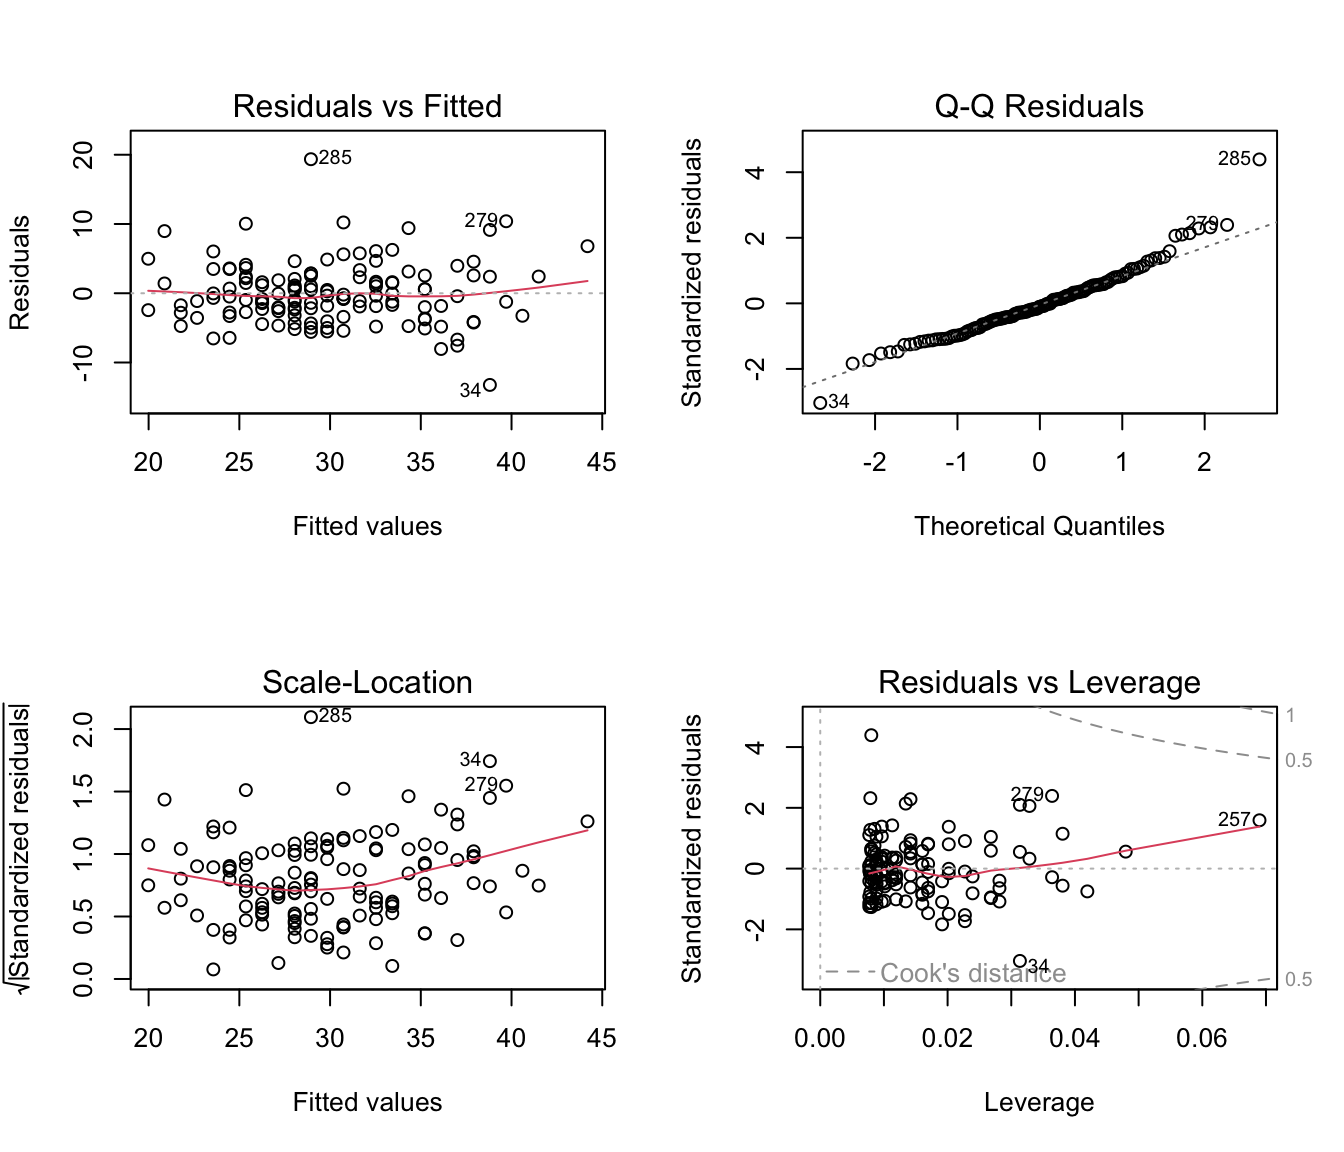 Residuals vs Fitted
Residuals
20
10
0
-10
285
279
34
20 25 30 35 40 45
Fitted values
Q-Q Residuals
Standardized residuals
4
2
0
-2
285
279
34
-2 -1 0 1 2
Theoretical Quantiles
Scale-Location
√|Standardized residuals|
2.0
1.5
1.0
0.5
0.0
285
34
279
20 25 30 35 40 45
Fitted values
Residuals vs Leverage
Standardized residuals
4
2
0
-2
1
0.5
279
257
34
Cook's distance
0.5
0.00 0.02 0.04 0.06
Leverage